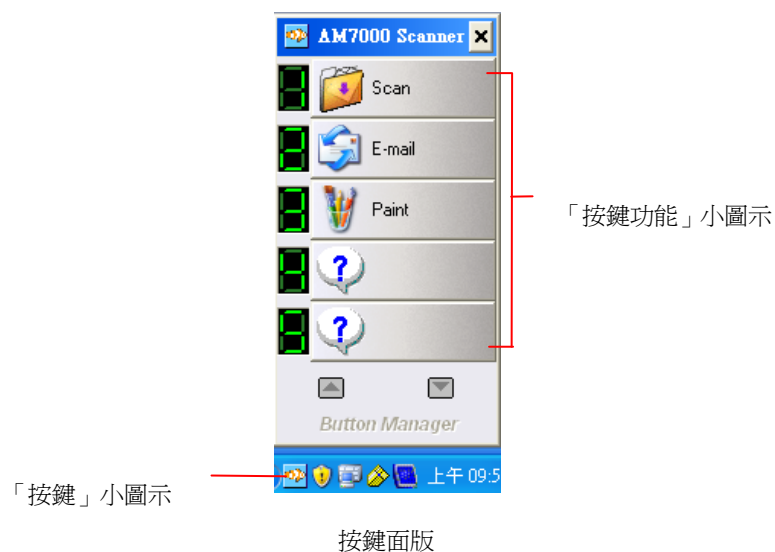 AM7000 Scanner
Scan
E-mail
Paint
「按鍵功能」小圖示
?
?
Button Manager
上午 09:5
「按鍵」小圖示
按鍵面版